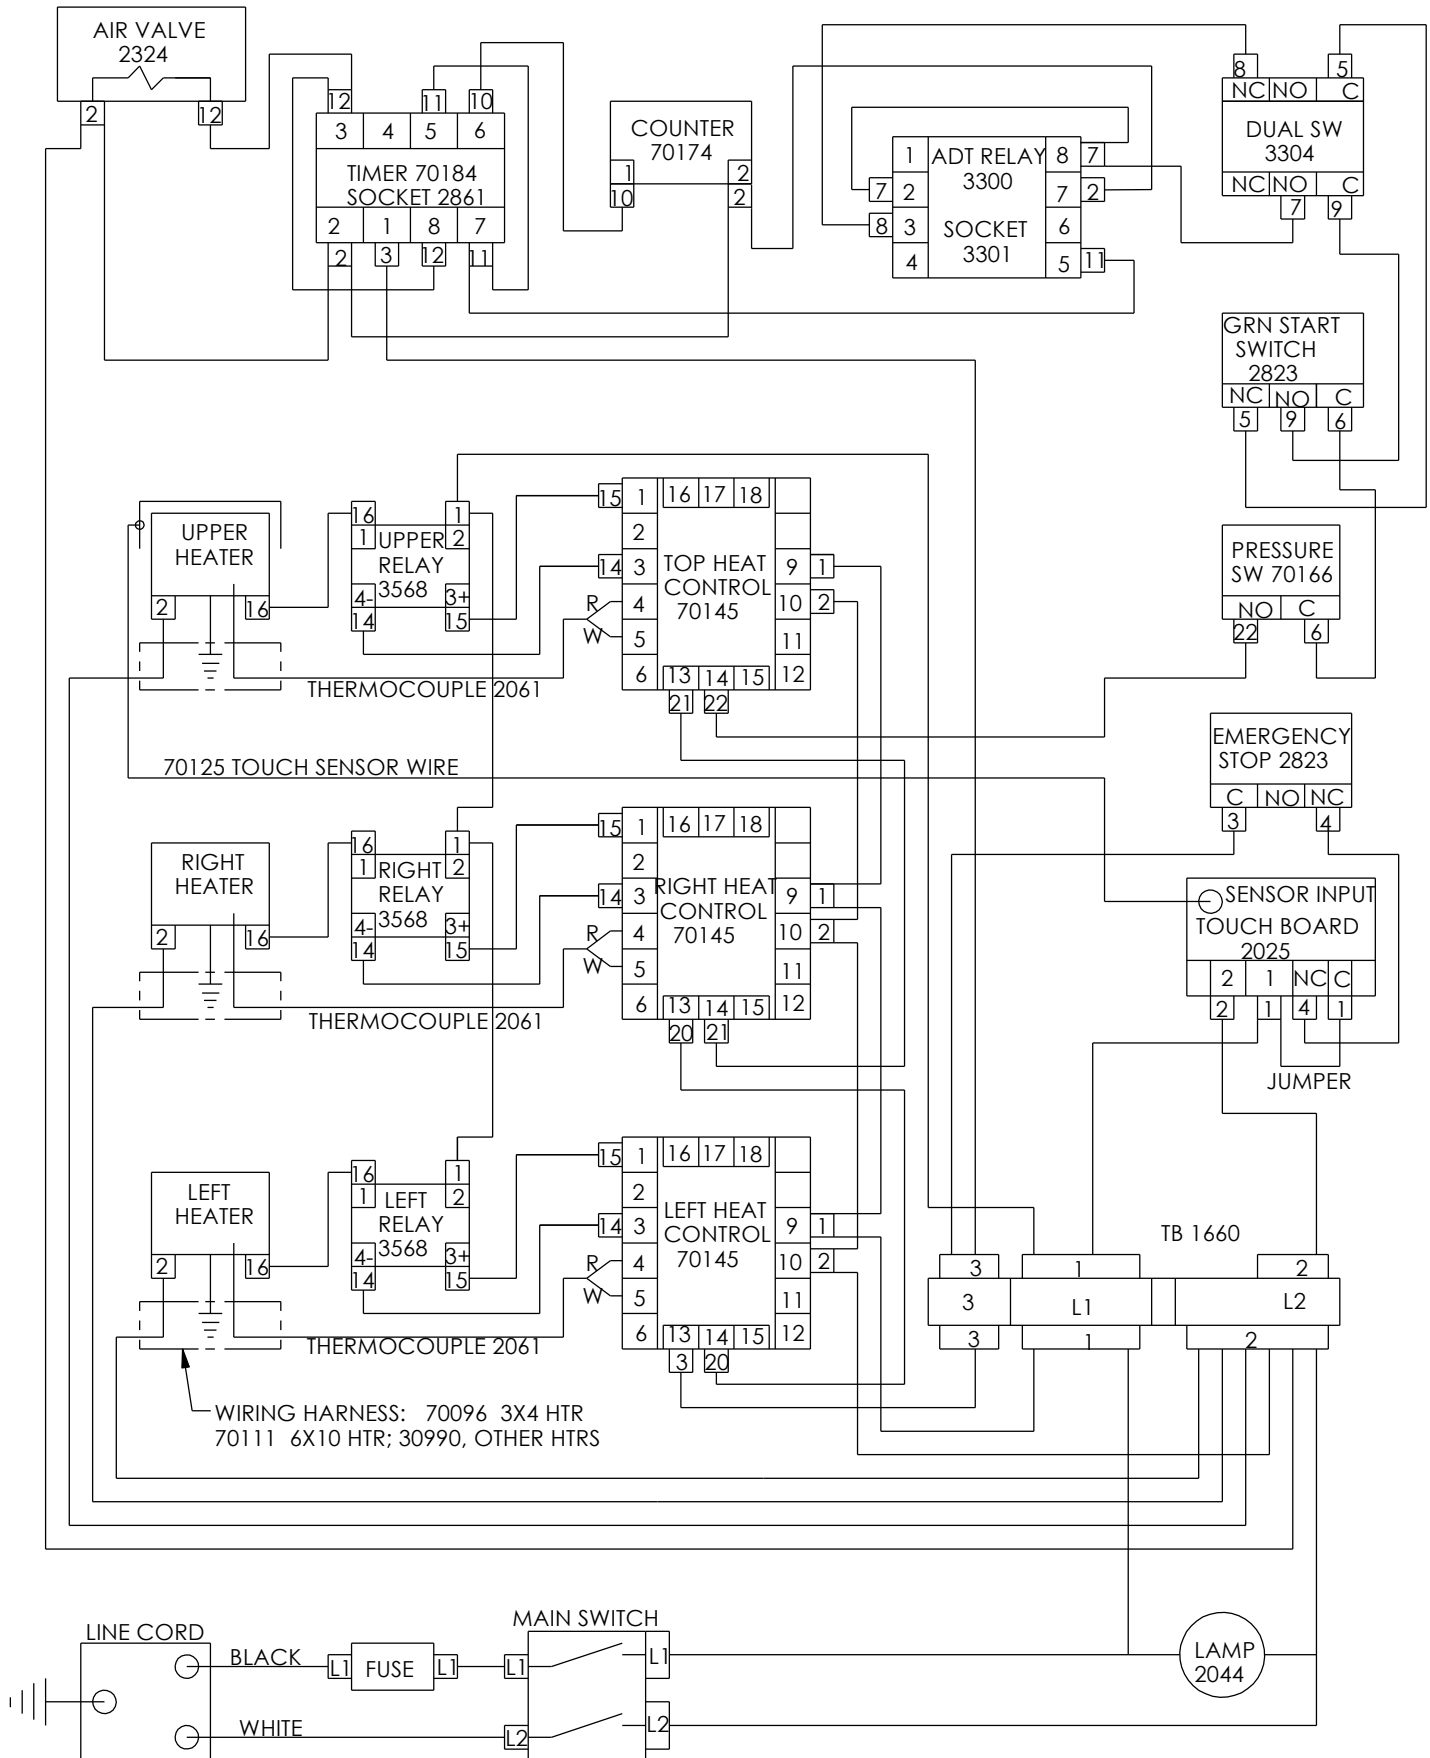 AIR VALVE
2324
2 12
12 11 10
3 4 5 6
TIMER 70184
SOCKET 2861
2 1 8 7
2 3 12 11
COUNTER
70174
1 2
10 2
1 ADT RELAY 8 7
3300
7 2 7 2
8 3 SOCKET 6
3301
4 5 11
8 5
NC NO C
DUAL SW
3304
NC NO C
7 9
GRN START
SWITCH
2823
NC NO C
5 9 6
PRESSURE
SW 70166
NO C
22 6
EMERGENCY
STOP 2823
C NO NC
3 4
SENSOR INPUT
TOUCH BOARD
2025
2 1 NC C
2 1 4 1
JUMPER
UPPER
HEATER
2 16
16 1
1 2
UPPER
RELAY
3568
4- 3+
14 15
15 1 16 17 18
2
14 3 TOP HEAT 9 1
CONTROL
R 4 70145 10 2
W 5 11
6 13 14 15 12
21 22
THERMOCOUPLE 2061
70125 TOUCH SENSOR WIRE
RIGHT
HEATER
2 16
16 1
1 2
RIGHT
RELAY
3568
4- 3+
14 15
15 1 16 17 18
2
14 3 RIGHT HEAT 9 1
CONTROL
R 4 70145 10 2
W 5 11
6 13 14 15 12
20 21
THERMOCOUPLE 2061
LEFT
HEATER
2 16
16 1
1 2
LEFT
RELAY
3568
4- 3+
14 15
15 1 16 17 18
2
14 3 LEFT HEAT 9 1
CONTROL
R 4 70145 10 2
W 5 11
6 13 14 15 12
3 20
THERMOCOUPLE 2061
TB 1660
3 1 2
3 L1 L2
3 1 2
WIRING HARNESS: 70096 3X4 HTR
70111 6X10 HTR; 30990, OTHER HTRS
LINE CORD
MAIN SWITCH
BLACK L1 FUSE L1 L1 L1
WHITE L2 L2
LAMP
2044